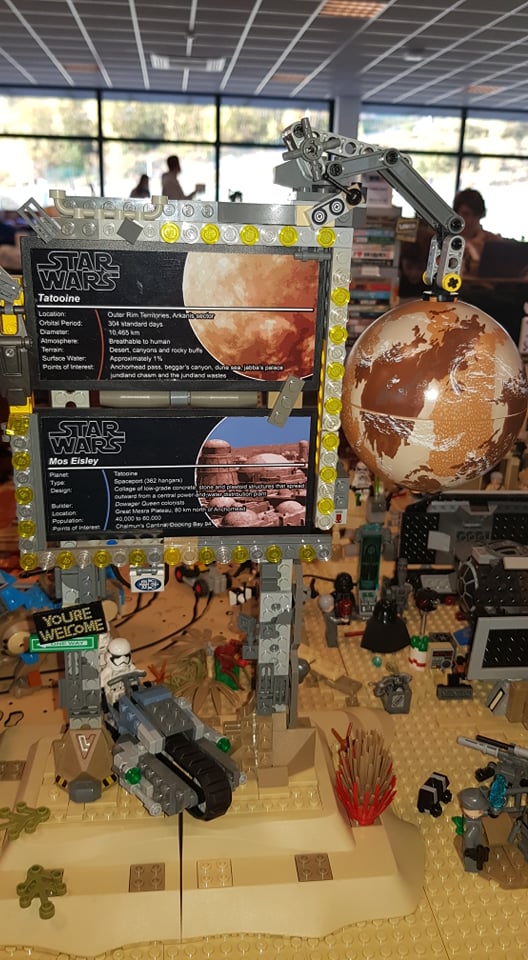 STAR
WARS
Tatooine
Location: Outer Rim Territories, Arkanis sector
Orbital Period: 304 standard days
Diameter: 10,465 km
Atmosphere: Breathable to human
Terrain: Desert, canyons and rocky buffs
Surface Water: Approximately 1%
Points of Interest: Anchorhead pass, beggar's canyon, dune sea, jabba's palace
jundland chasm and the jundland wastes
STAR
WARS
Mos Eisley
Planet: Tatooine
Type: Spaceport (362 hangars)
Design: Collage of low-grade concrete, stone and plastoid structures that spread
outward from a central power-and-water distribution plant
Builder: Dowager Queen colonists
Location: Great Mesra Plateau, 80 km north of Anchorhead
Population: 40,000 to 60,000
Points of Interest: Chalmun's Cantina, Docking Bay 94
YOU'RE
WELCOME
ONE WAY